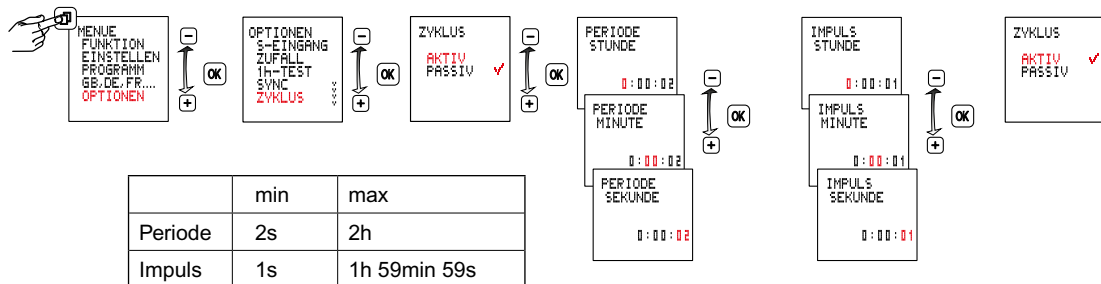 MENUE
FUNKTION
EINSTELLEN
PROGRAMM
GB,DE,FR....
OPTIONEN
−
OK
+
OPTIONEN
S-EINGANG
ZUFALL
1h-TEST
SYNC
ZYKLUS
−
OK
+
ZYKLUS
AKTIV
PASSIV ✓
−
OK
+
PERIODE
STUNDE
0:00:02
PERIODE
MINUTE
0:00:02
PERIODE
SEKUNDE
0:00:02
−
OK
+
IMPULS
STUNDE
0:00:01
IMPULS
MINUTE
0:00:01
IMPULS
SEKUNDE
0:00:01
−
OK
+
ZYKLUS
AKTIV ✓
PASSIV
min max
Periode 2s 2h
Impuls 1s 1h 59min 59s